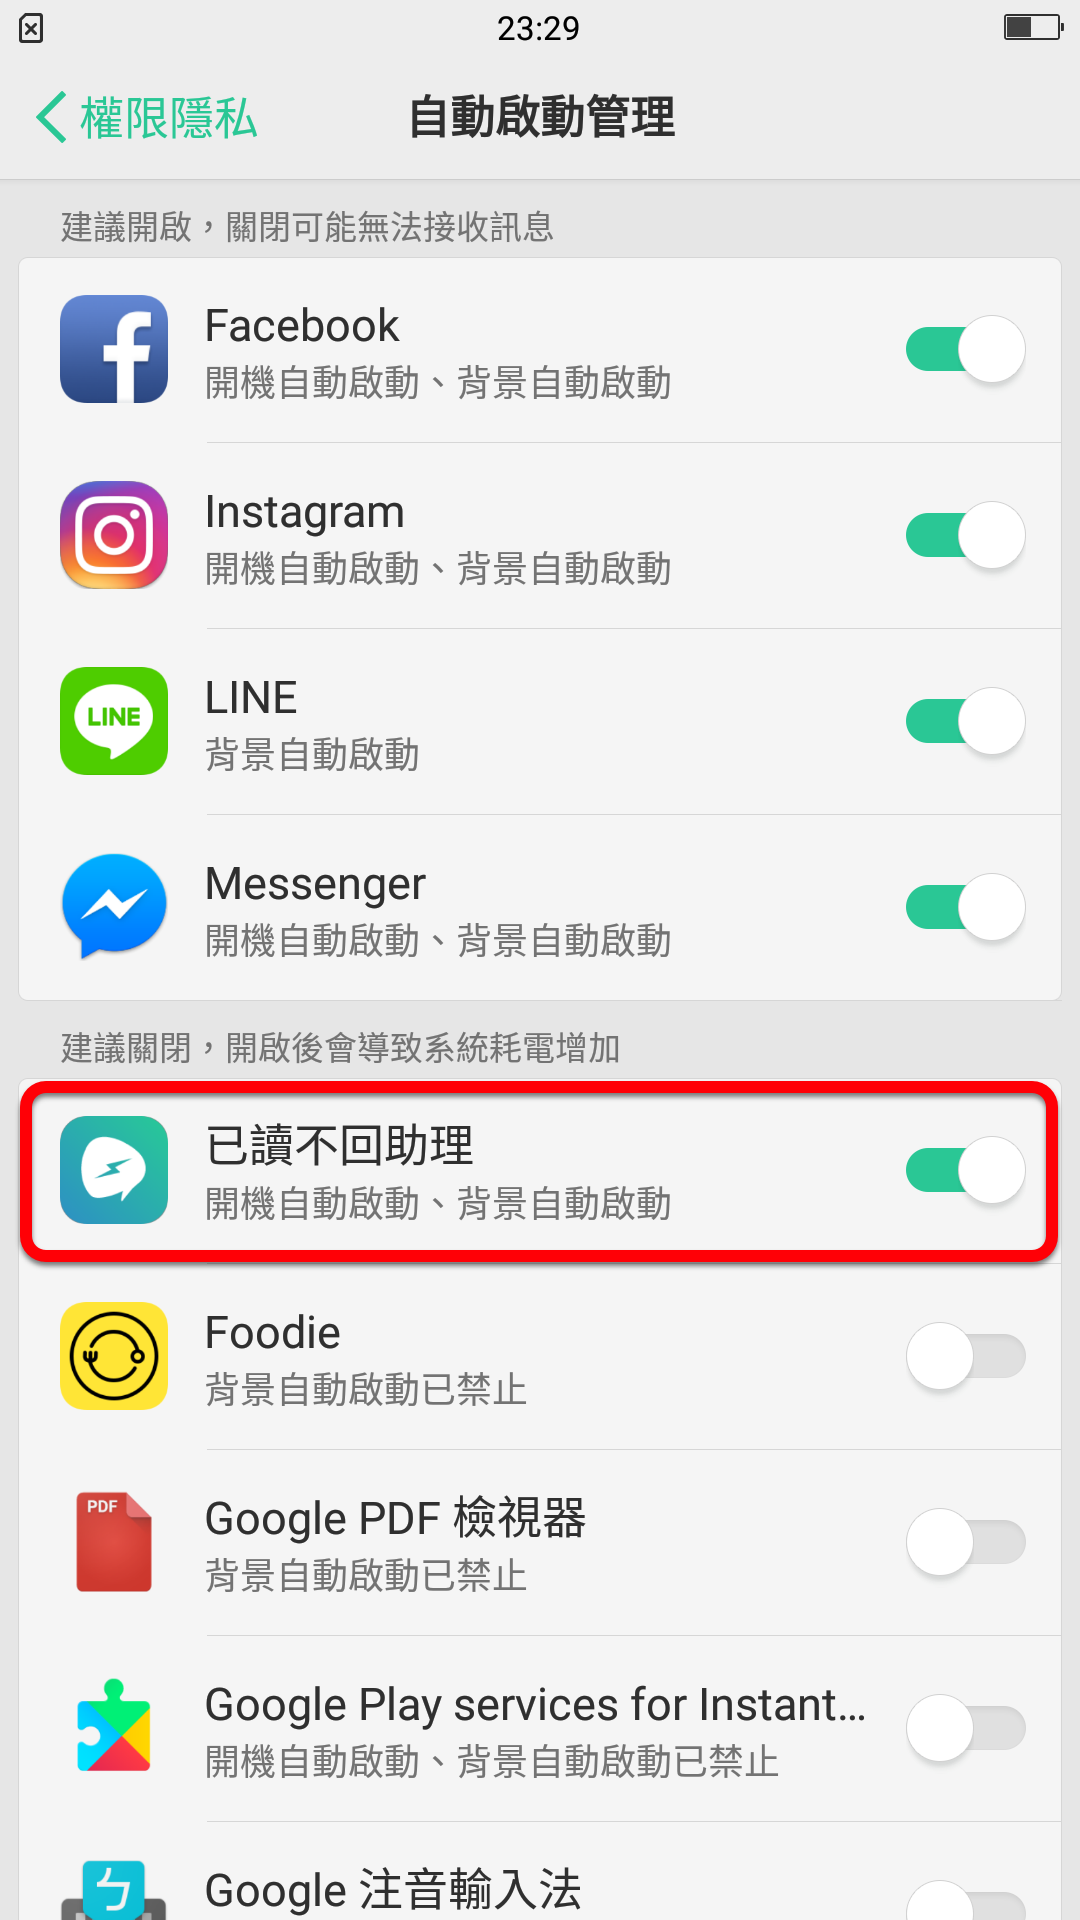 23:29
權限隱私
自動啟動管理
建議開啟，關閉可能無法接收訊息
Facebook
開機自動啟動、背景自動啟動
Instagram
開機自動啟動、背景自動啟動
LINE
LINE
背景自動啟動
Messenger
開機自動啟動、背景自動啟動
建議關閉，開啟後會導致系統耗電增加
已讀不回助理
開機自動啟動、背景自動啟動
Foodie
背景自動啟動已禁止
PDF
Google PDF 檢視器
背景自動啟動已禁止
Google Play services for Instant...
開機自動啟動、背景自動啟動已禁止
ㄅ
Google 注音輸入法